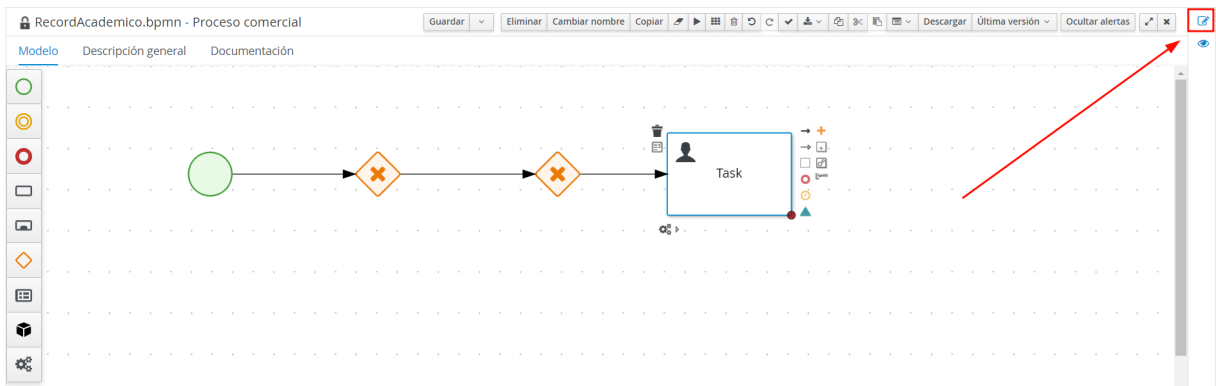 RecordAcademico.bpmn - Proceso comercial
Guardar Eliminar Cambiar nombre Copiar Descargar Última versión Ocultar alertas
Modelo Descripción general Documentación
Task